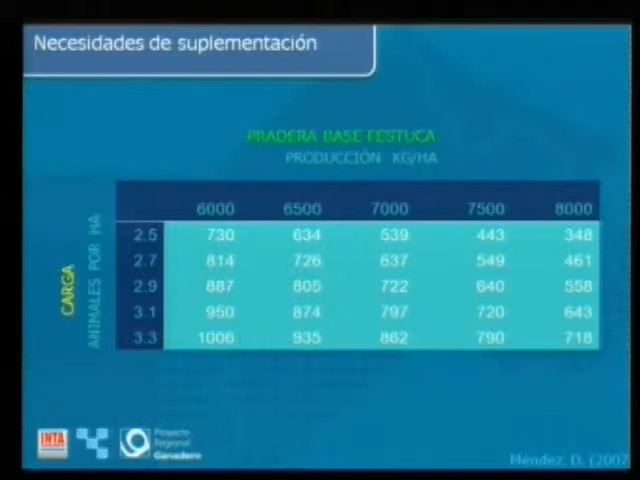 Necesidades de suplementación
PRADERA BASE FESTUCA
PRODUCCIÓN KG/HA
6000 6500 7000 7500 8000
CARGA
ANIMALES POR HA
2.5 730 634 539 443 348
2.7 814 726 637 549 461
2.9 887 805 722 640 558
3.1 950 874 797 720 643
3.3 1006 935 862 790 718
INTA
Proyecto
Regional
Ganadero
Méndez, D. (2007